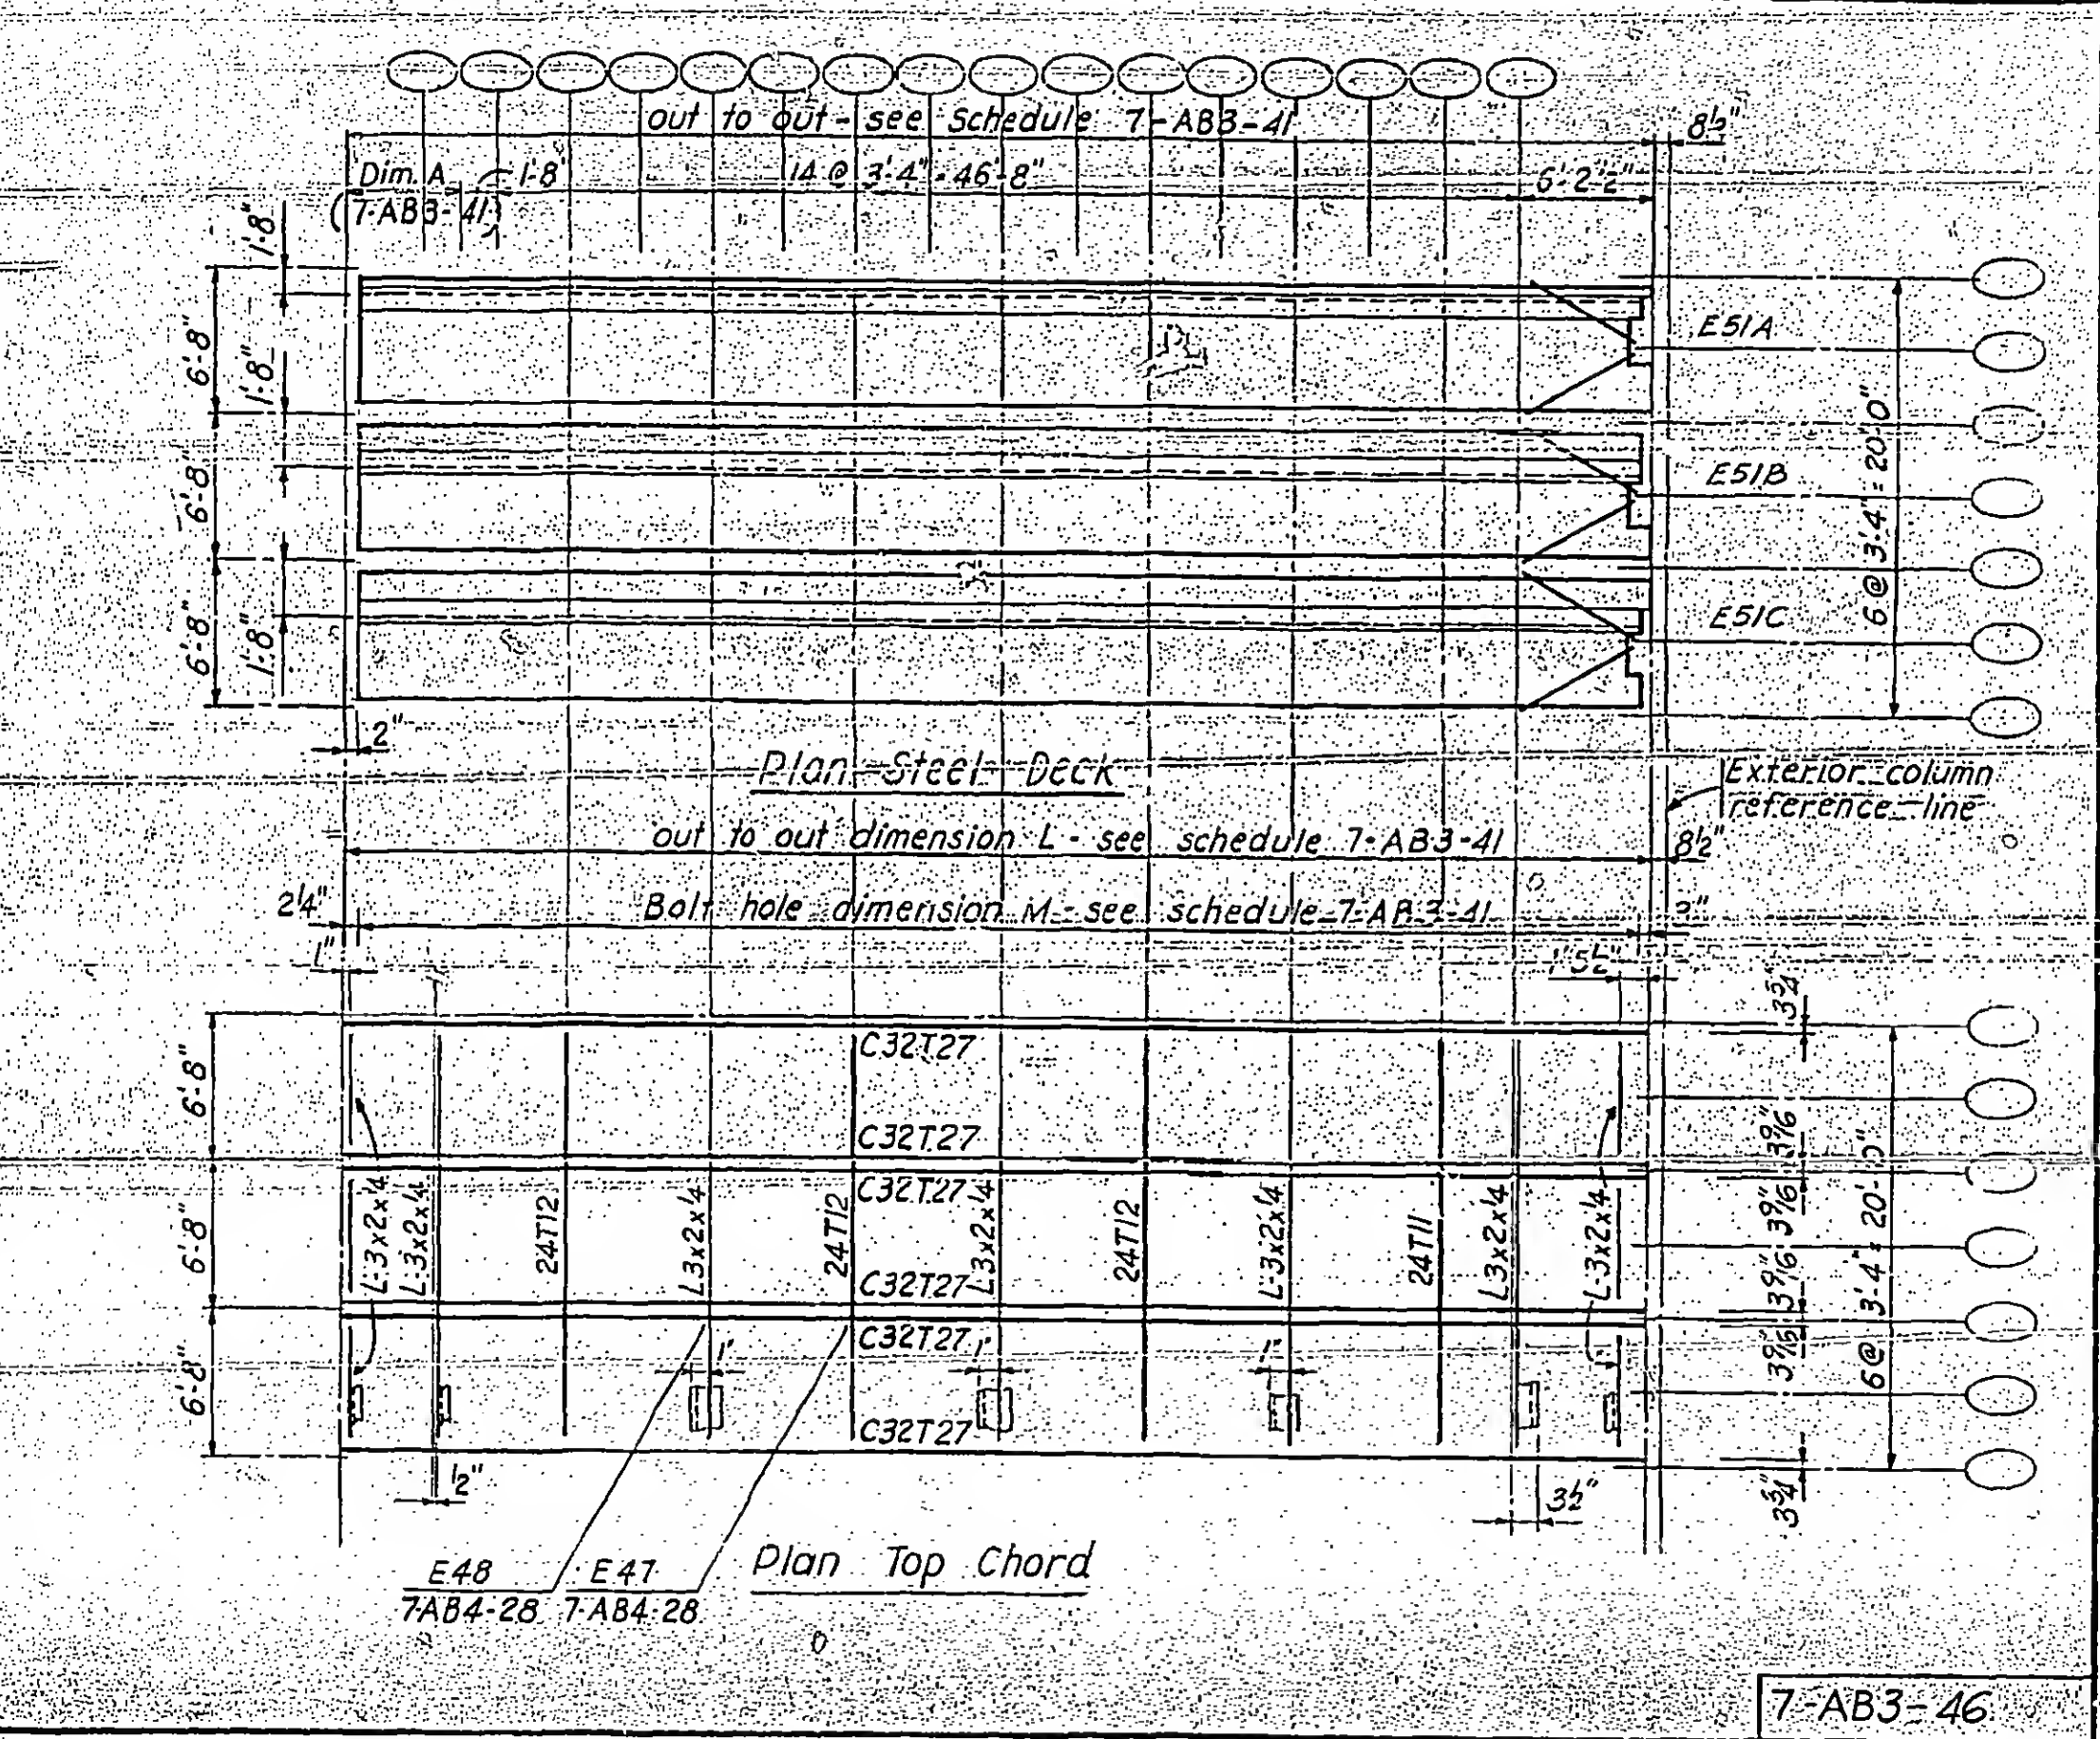 out to out - see Schedule 7-AB3-41
8½"
Dim. A
1'-8"
14 @ 3'-4" = 46'-8"
6'-2½"
(7-AB3-41)
1'-8"
6'-8"
1'-8"
E51A
6'-8"
E51B
6 @ 3'-4" = 20'-0"
6'-8"
1'-8"
E51C
2"
Plan Steel Deck
Exterior column
reference line
out to out dimension L - see schedule 7-AB3-41
8½"
2¼"
Bolt hole dimension M - see schedule 7-AB3-41
1"
1'5½"
3¾"
6'-8"
C32T27
C32T27
3⁹⁄₁₆"
6'-8"
L-3x2x¼
L-3x2x¼
24T12
L3x2x¼
24T12
C32T27
C32T27
L3x2x¼
24T12
L-3x2x¼
24T11
L3x2x¼
L-3x2x¼
3⁹⁄₁₆"
3⁹⁄₁₆"
6 @ 3'-4" = 20'-0"
6'-8"
C32T27
1"
1"
1"
1"
3⁹⁄₁₆"
C32T27
½"
3½"
3¾"
E48
7-AB4-28
E47
7-AB4-28
Plan Top Chord
7-AB3-46